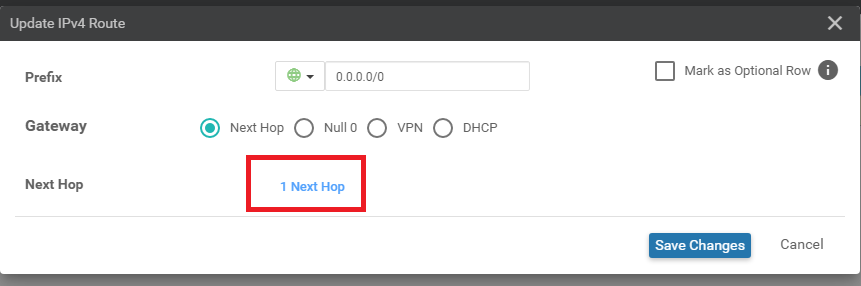 Update IPv4 Route
Prefix
0.0.0.0/0
Mark as Optional Row
Gateway
Next Hop
Null 0
VPN
DHCP
Next Hop
1 Next Hop
Save Changes
Cancel